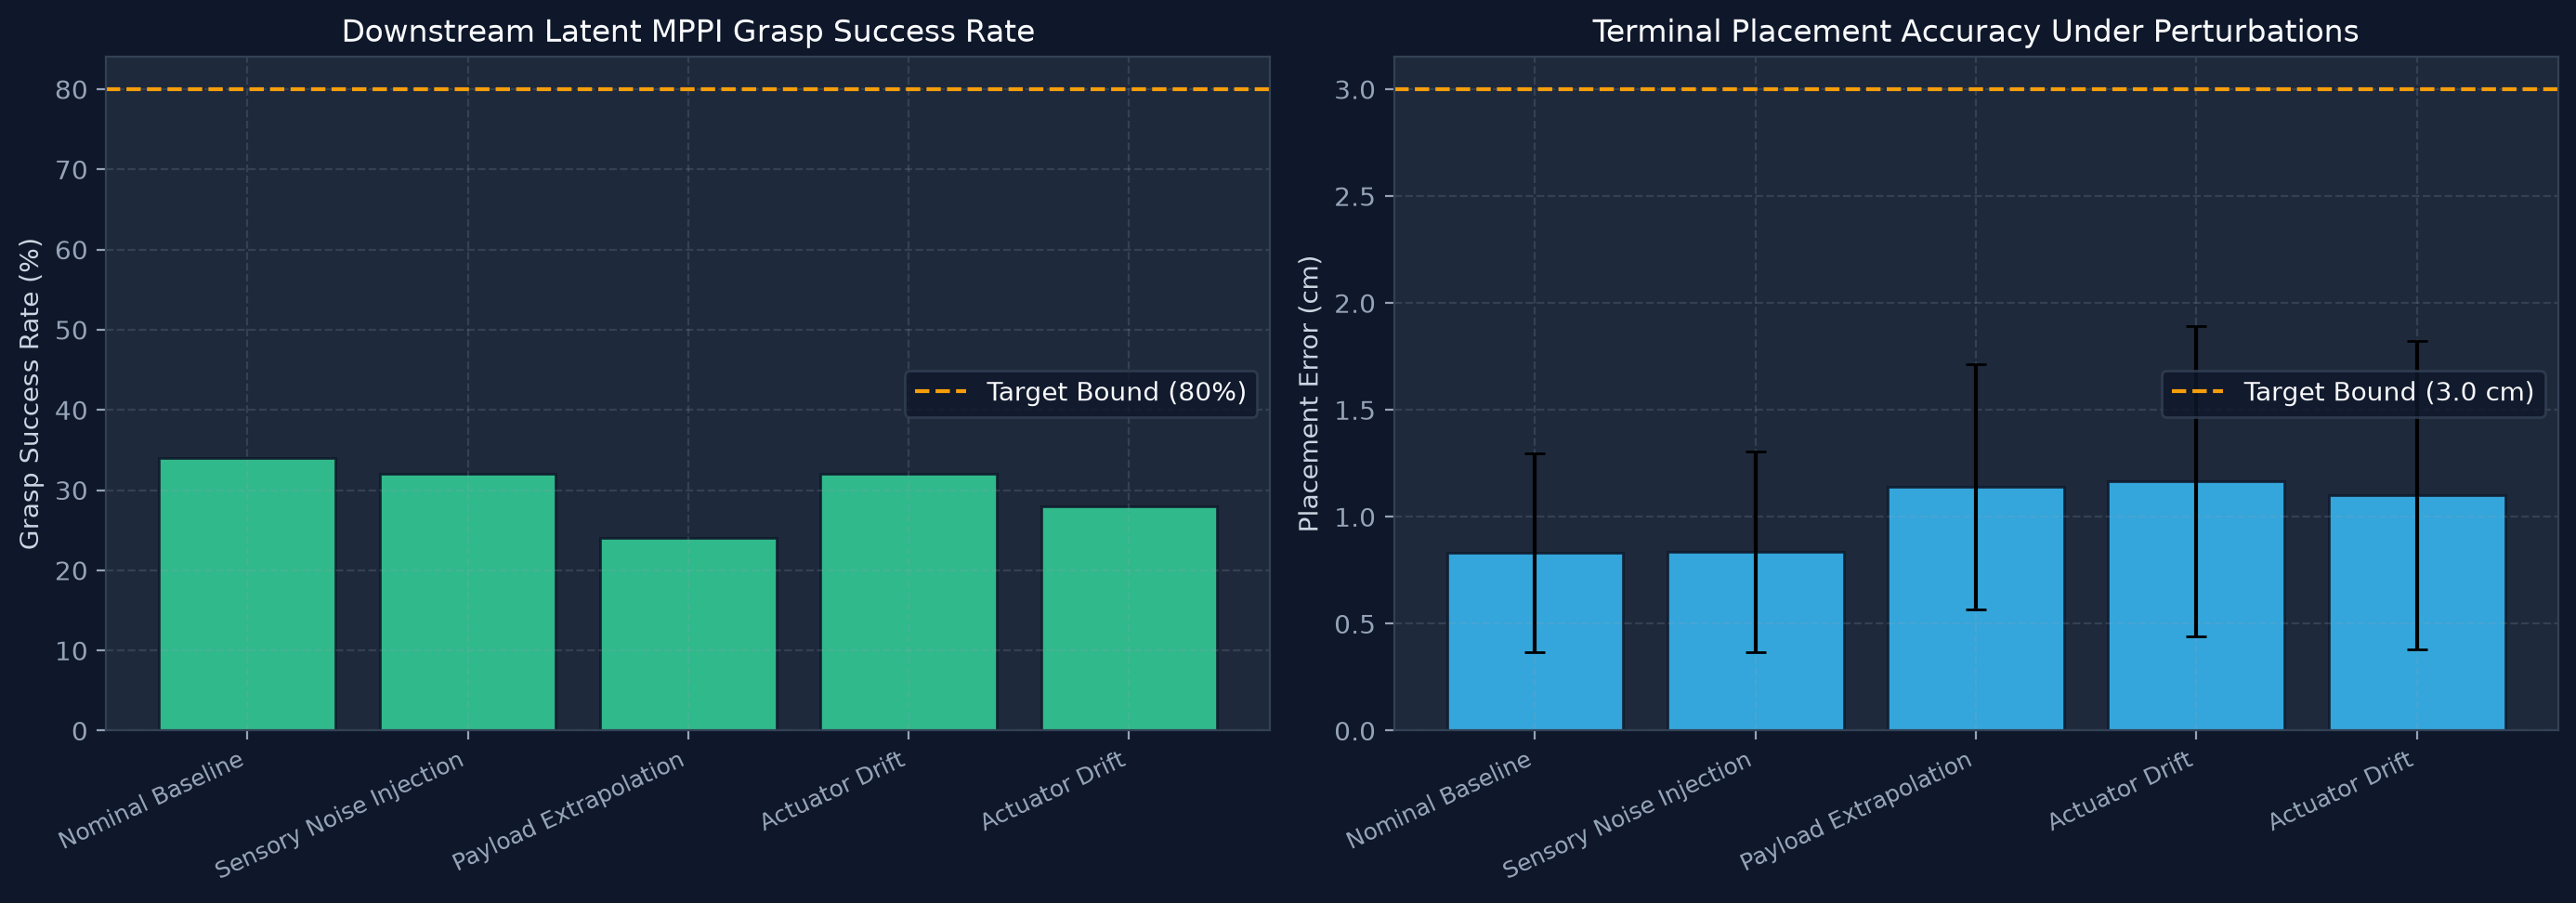 Downstream Latent MPPI Grasp Success Rate
Grasp Success Rate (%)
80
70
60
50
40
30
20
10
0
Target Bound (80%)
Nominal Baseline
Sensory Noise Injection
Payload Extrapolation
Actuator Drift
Actuator Drift
Terminal Placement Accuracy Under Perturbations
Placement Error (cm)
3.0
2.5
2.0
1.5
1.0
0.5
0.0
Target Bound (3.0 cm)
Nominal Baseline
Sensory Noise Injection
Payload Extrapolation
Actuator Drift
Actuator Drift